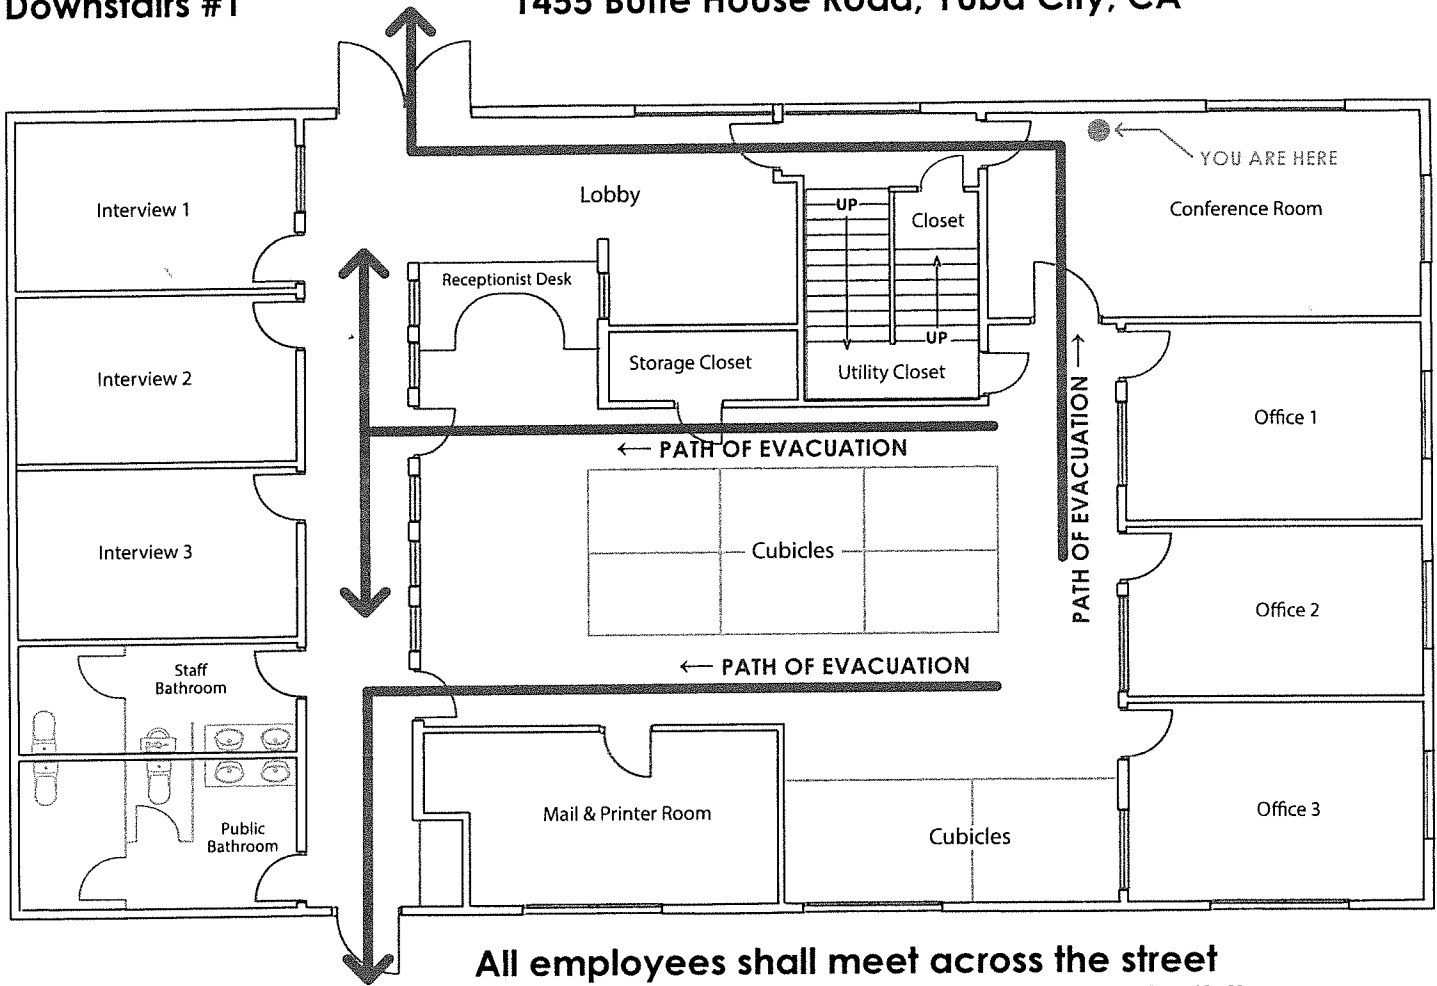 Downstairs #1
1455 Butte House Road, Yuba City, CA
YOU ARE HERE
Conference Room
Interview 1
Lobby
UP
Closet
Receptionist Desk
UP
Storage Closet
Utility Closet
Interview 2
Office 1
← PATH OF EVACUATION
PATH OF EVACUATION →
Interview 3
Cubicles
Office 2
← PATH OF EVACUATION
Staff
Bathroom
Mail & Printer Room
Public
Bathroom
Cubicles
Office 3
All employees shall meet across the street